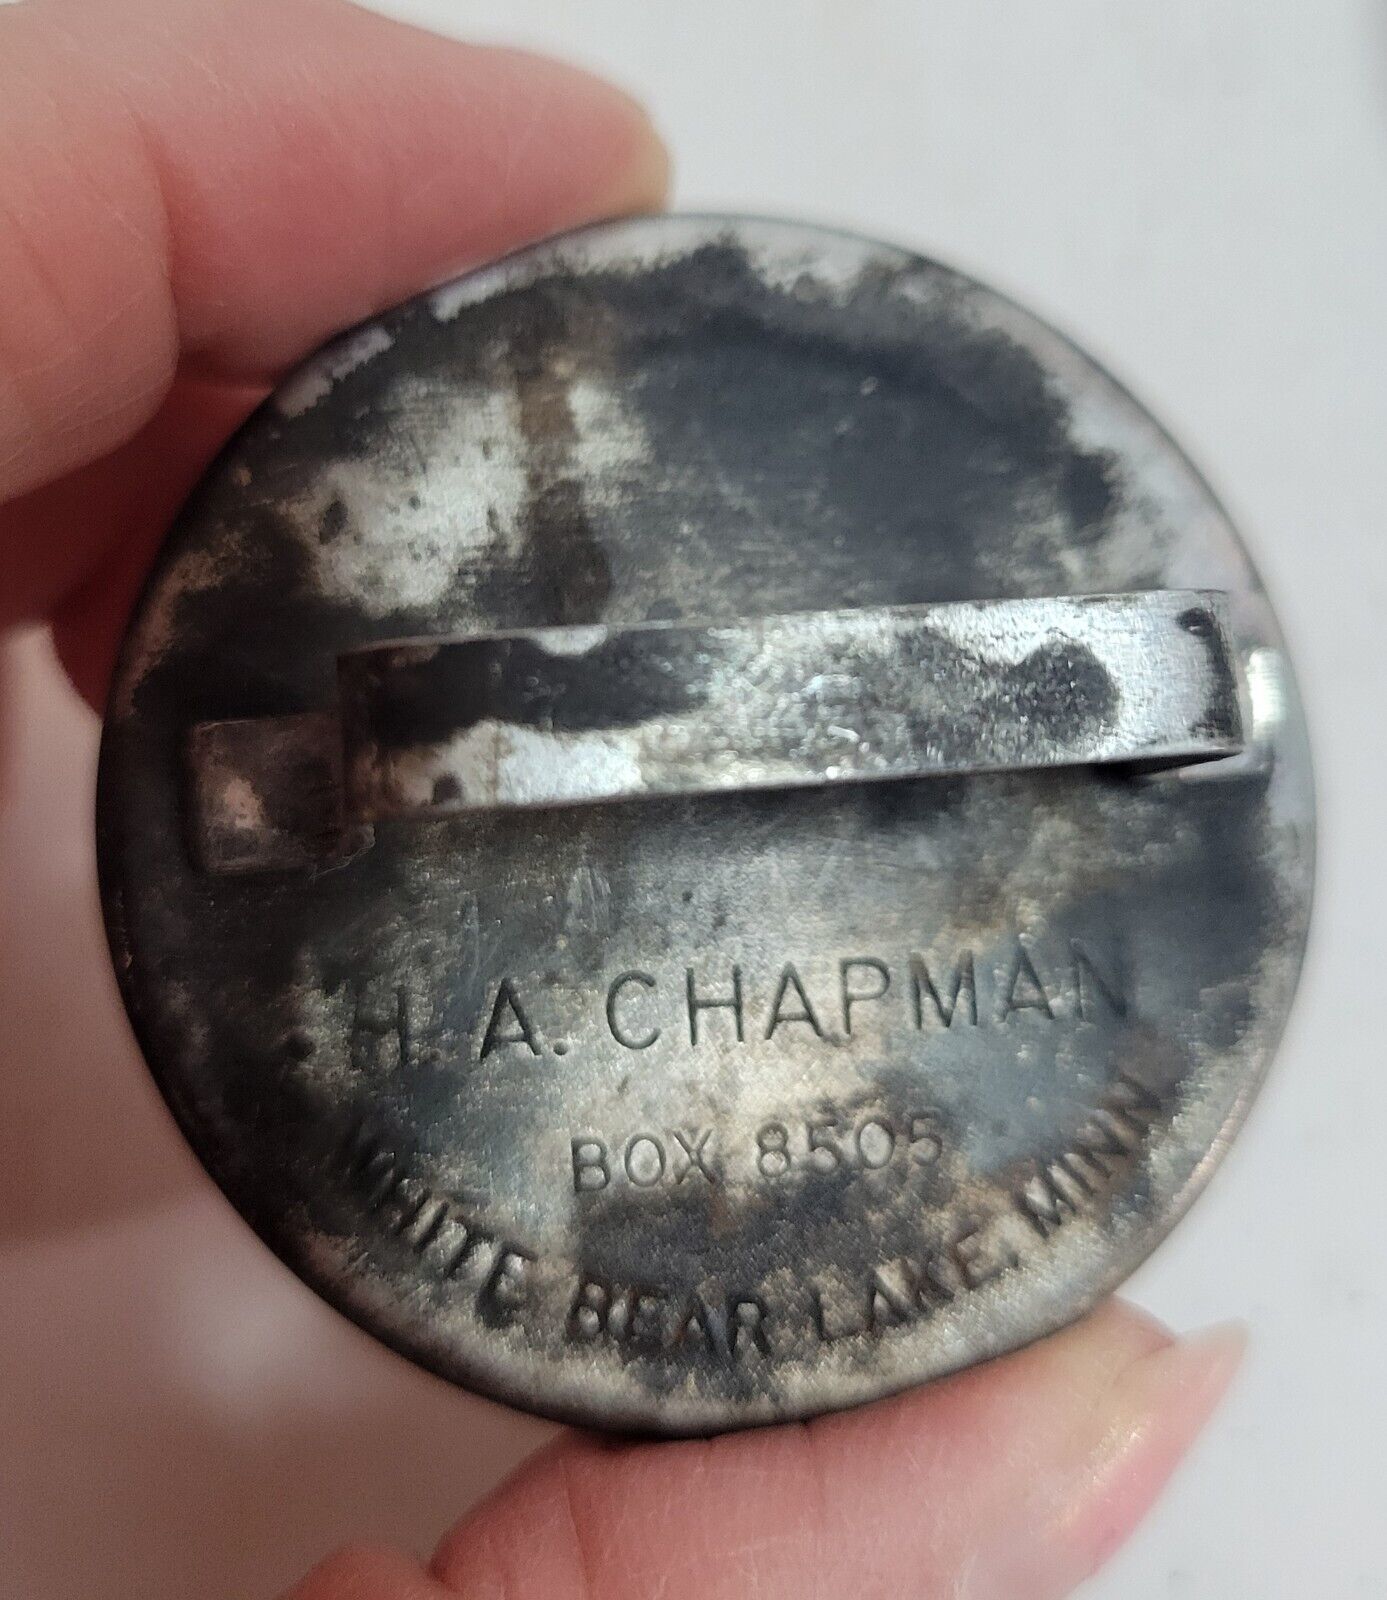 H. A. CHAPMAN
BOX 8505
WHITE BEAR LAKE, MINN